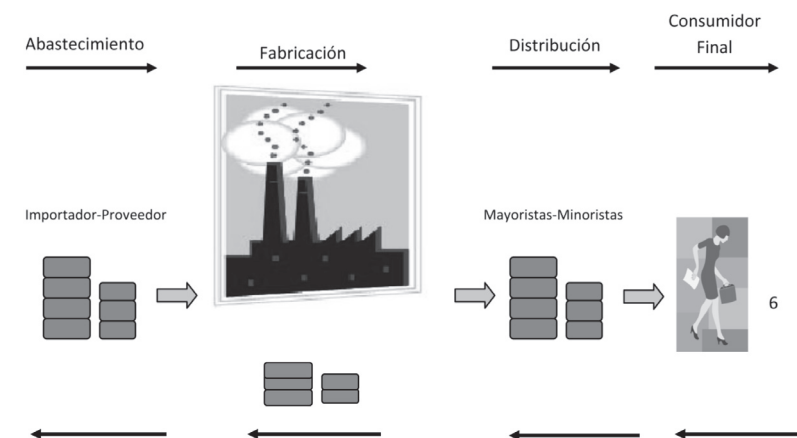 Abastecimiento
Fabricación
Distribución
Consumidor
Final
Importador-Proveedor
Mayoristas-Minoristas
6